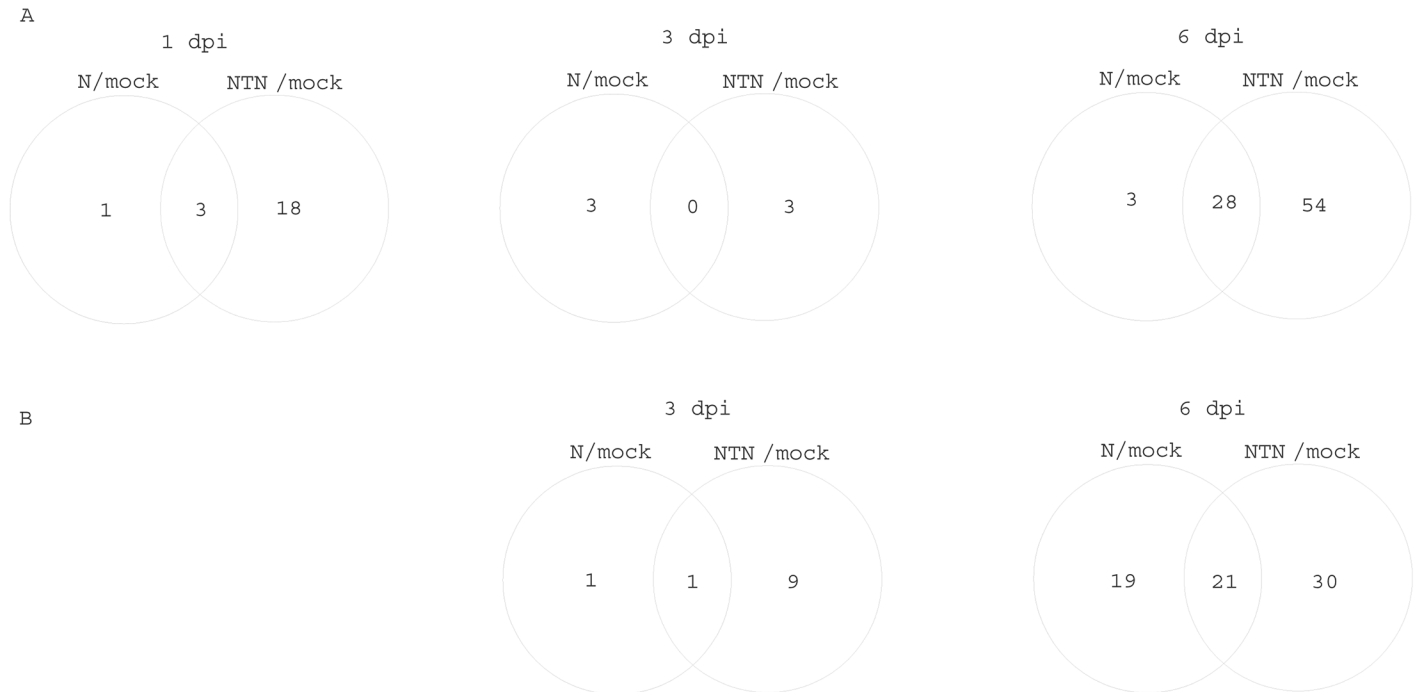 A
1 dpi
3 dpi
6 dpi
N/mock NTN /mock
N/mock NTN /mock
N/mock NTN /mock
1 3 18
3 0 3
3 28 54
B
3 dpi
6 dpi
N/mock NTN /mock
N/mock NTN /mock
1 1 9
19 21 30